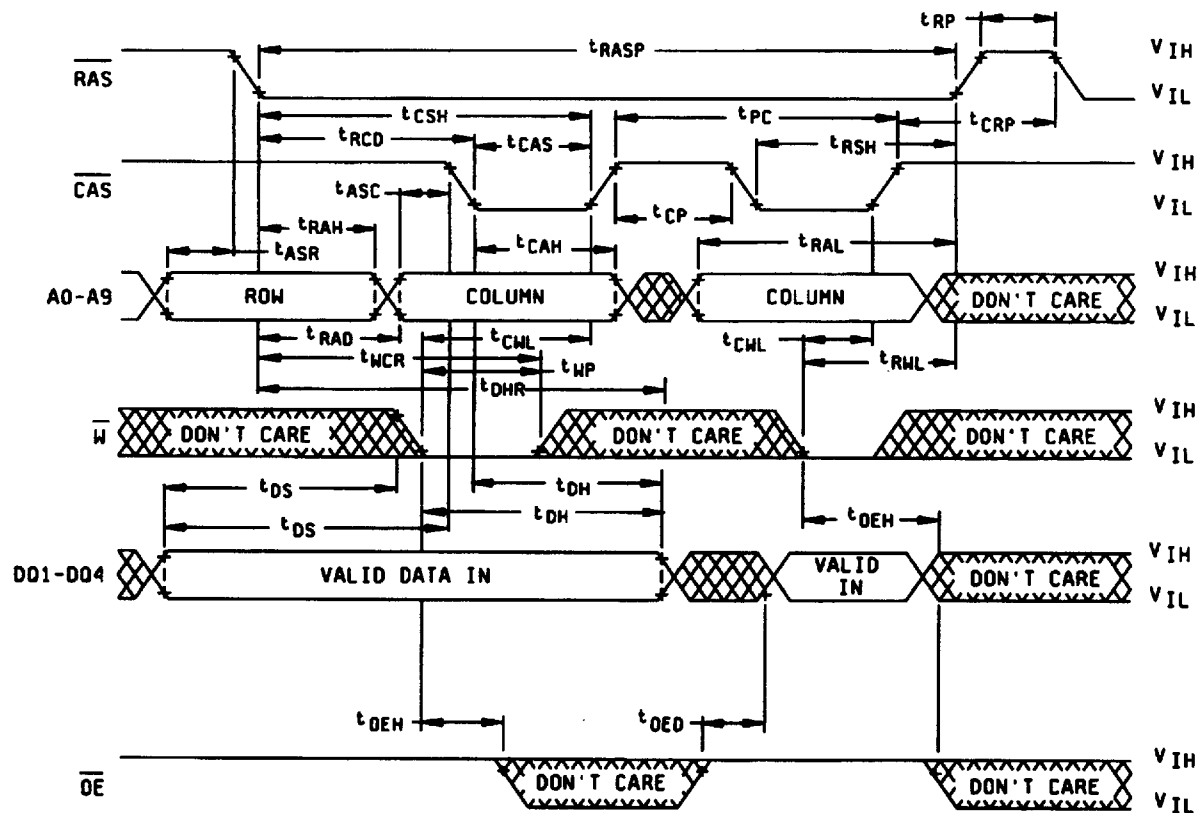 tRP
tRASP
RAS
VIH
VIL
tCSH
tPC
tCRP
tRCD
tCAS
tRSH
CAS
VIH
VIL
tASC
tCP
tRAH
tCAH
tRAL
tASR
A0-A9
ROW
COLUMN
COLUMN
DON'T CARE
VIH
VIL
tRAD
tCWL
tCWL
tWCR
tWP
tRWL
tDHR
W
DON'T CARE
DON'T CARE
DON'T CARE
VIH
VIL
tDS
tDH
tDS
tDH
tOEH
DQ1-DQ4
VALID DATA IN
VALID IN
DON'T CARE
VIH
VIL
tOEH
tOED
OE
DON'T CARE
DON'T CARE
VIH
VIL